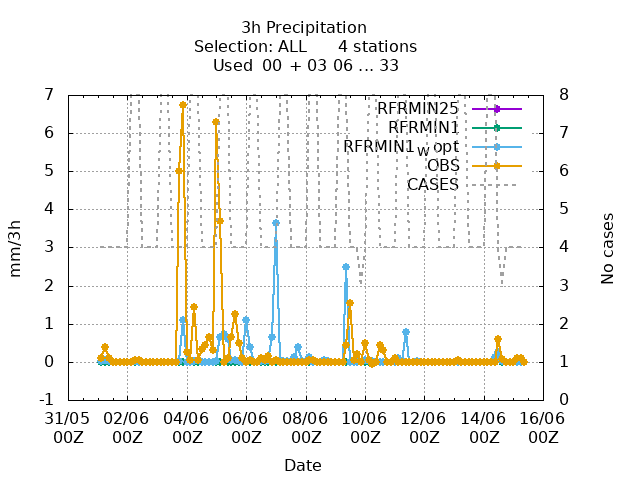 3h Precipitation
Selection: ALL 4 stations
Used 00 + 03 06 ... 33
7 RFRMIN25 8
6 RFRMIN1 7
RFRMIN1_W opt
5 OBS 6
CASES
4 5
3 4
2 3
1 2
0 1
-1 0
mm/3h
No cases
31/05 02/06 04/06 06/06 08/06 10/06 12/06 14/06 16/06
00Z 00Z 00Z 00Z 00Z 00Z 00Z 00Z 00Z
Date